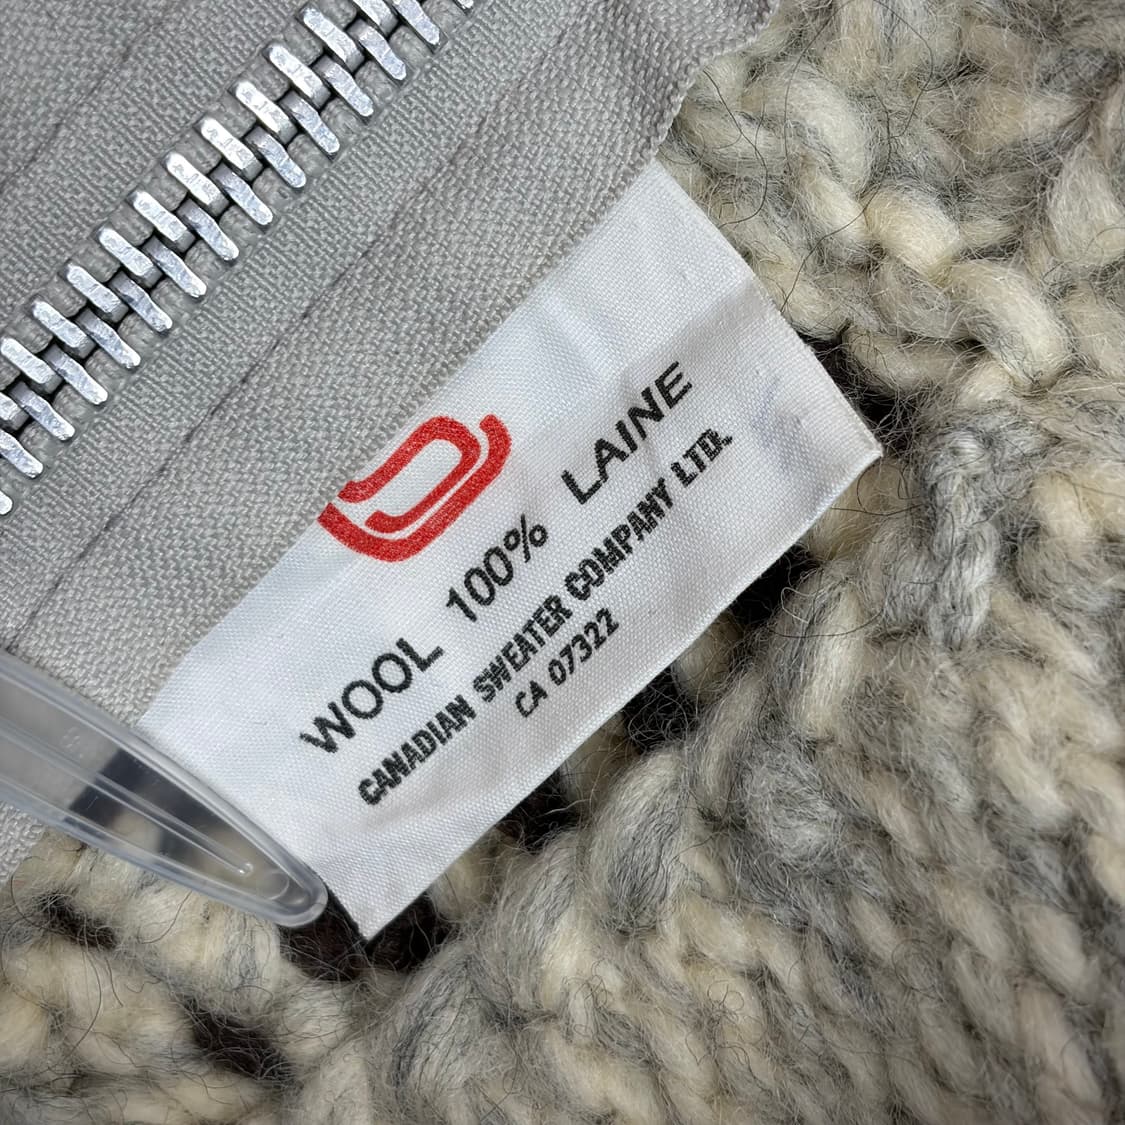 WOOL 100% LAINE
CANADIAN SWEATER COMPANY LTD.
CA 07322